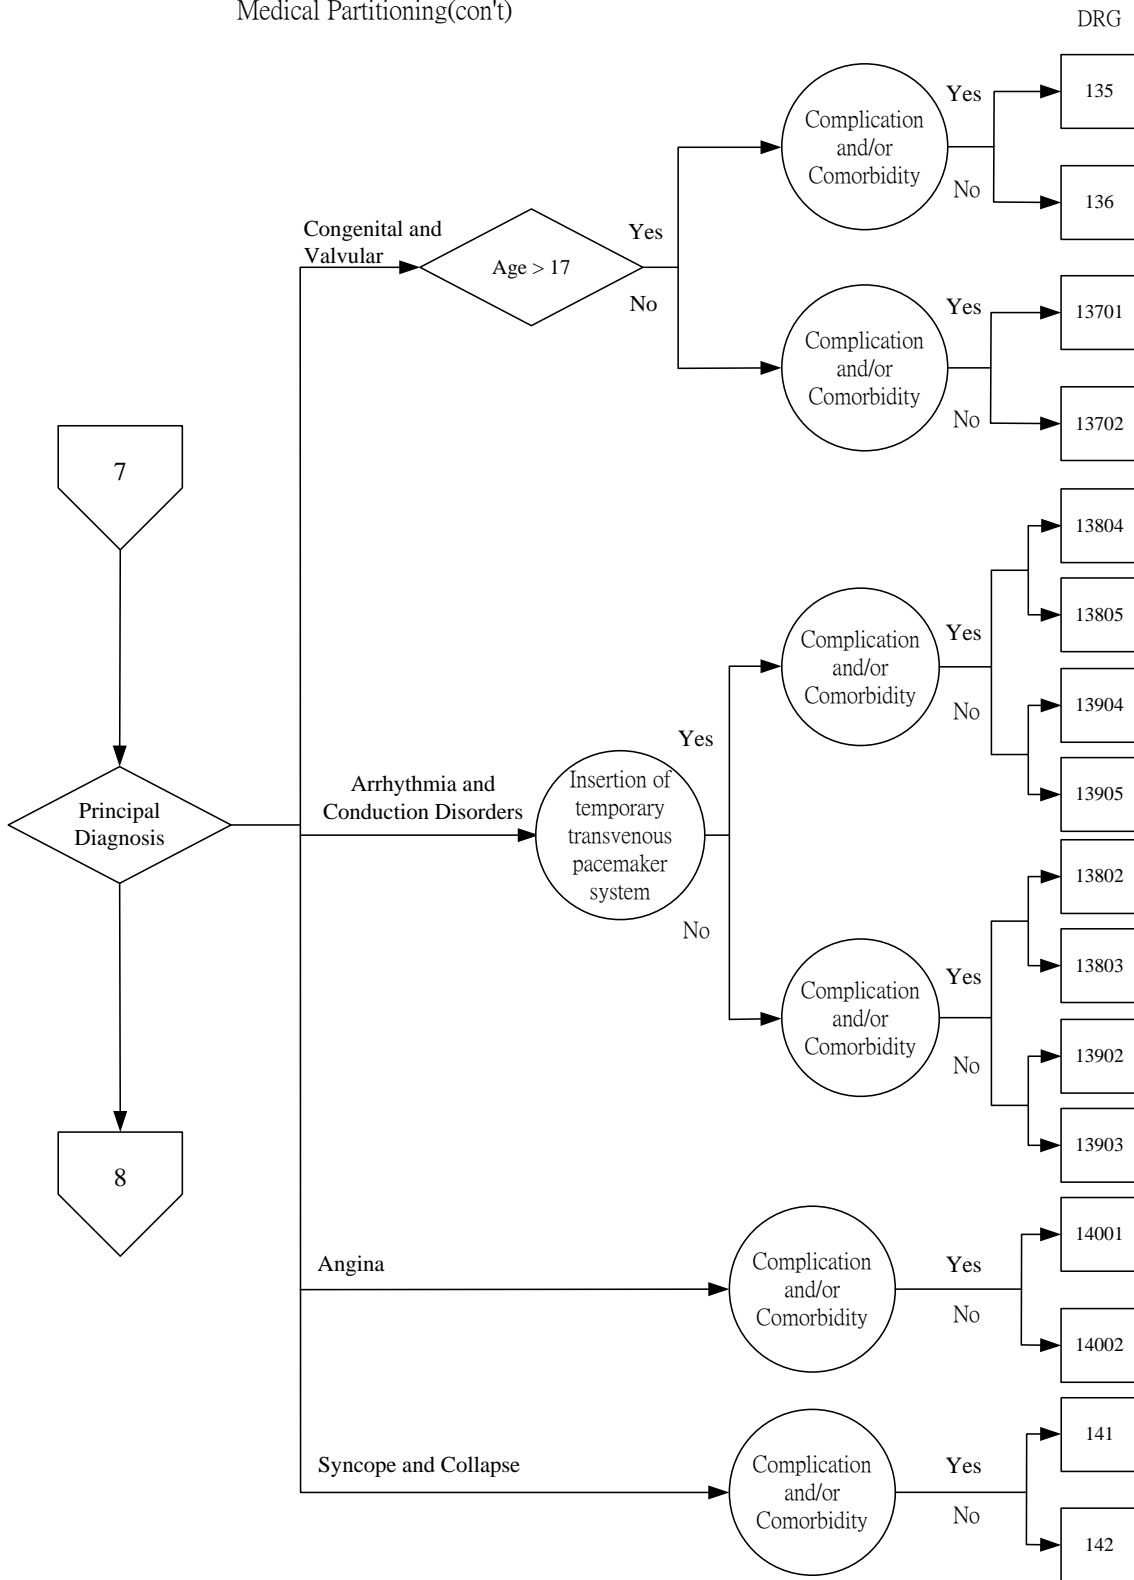 Medical Partitioning(con't)
DRG
135
Yes
Complication
and/or
Comorbidity
No
136
Congenital and
Valvular
Yes
Age > 17
No
13701
Yes
Complication
and/or
Comorbidity
No
13702
7
13804
Complication
and/or
Comorbidity
Yes
13805
No
13904
Yes
13905
Arrhythmia and
Conduction Disorders
Insertion of
temporary
transvenous
pacemaker
system
Principal
Diagnosis
No
13802
13803
Complication
and/or
Comorbidity
Yes
No
13902
13903
8
14001
Angina
Complication
and/or
Comorbidity
Yes
No
14002
141
Syncope and Collapse
Complication
and/or
Comorbidity
Yes
No
142